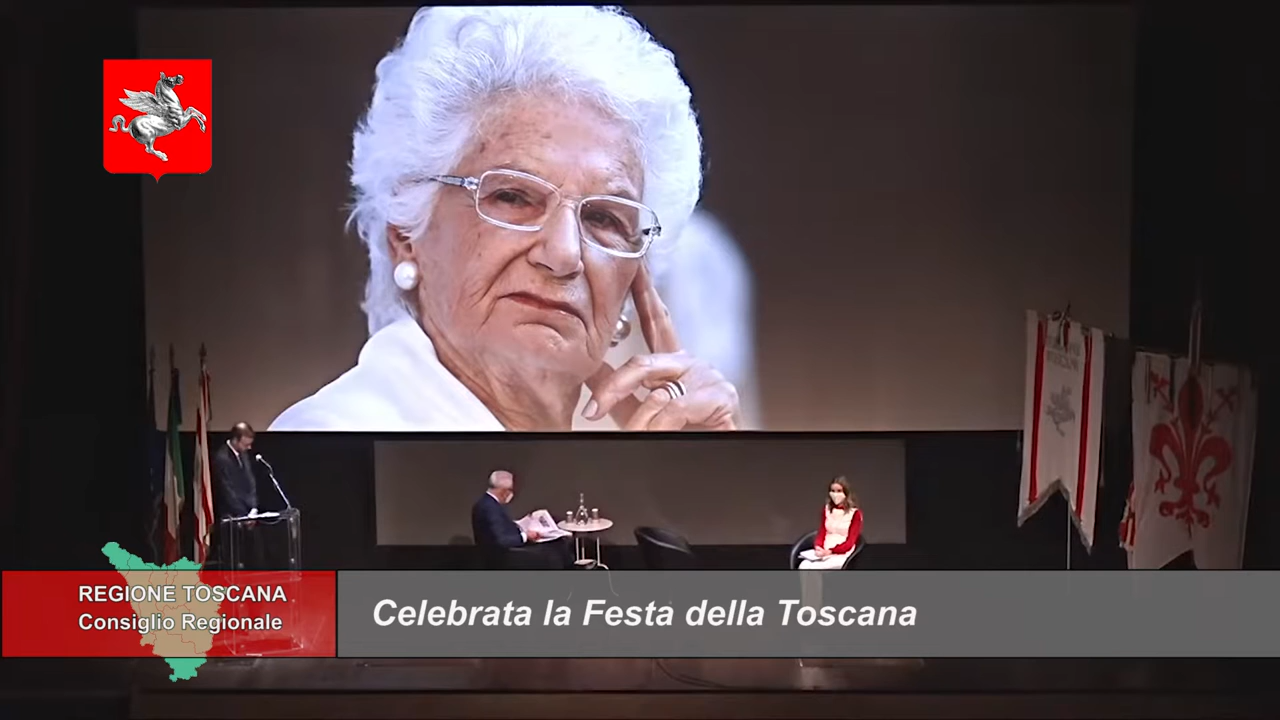 REGIONE TOSCANA
Consiglio Regionale
Celebrata la Festa della Toscana